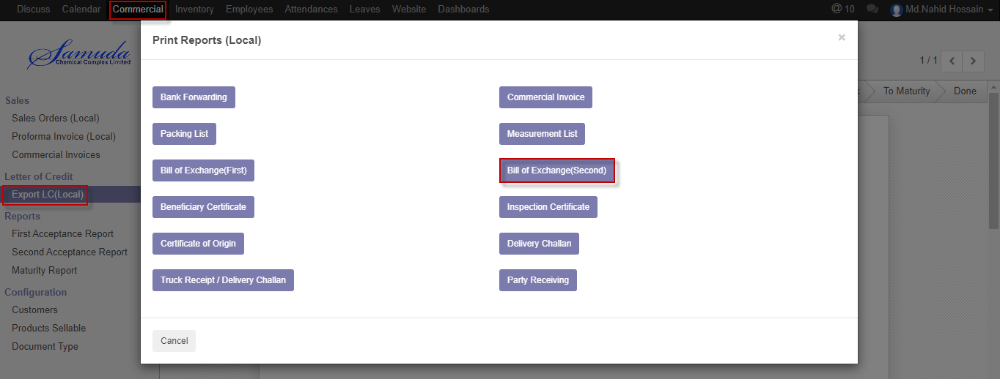 Discuss Calendar Commercial Inventory Employees Attendances Leaves Website Dashboards @ 10 Md.Nahid Hossain
Samuda
Chemical Complex Limited
Sales
Sales Orders (Local)
Proforma Invoice (Local)
Commercial Invoices
Letter of Credit
Export LC(Local)
Reports
First Acceptance Report
Second Acceptance Report
Maturity Report
Configuration
Customers
Products Sellable
Document Type
Print Reports (Local) ×
Bank Forwarding Commercial Invoice
Packing List Measurement List
Bill of Exchange(First) Bill of Exchange(Second)
Beneficiary Certificate Inspection Certificate
Certificate of Origin Delivery Challan
Truck Receipt / Delivery Challan Party Receiving
Cancel
1 / 1
To Maturity Done